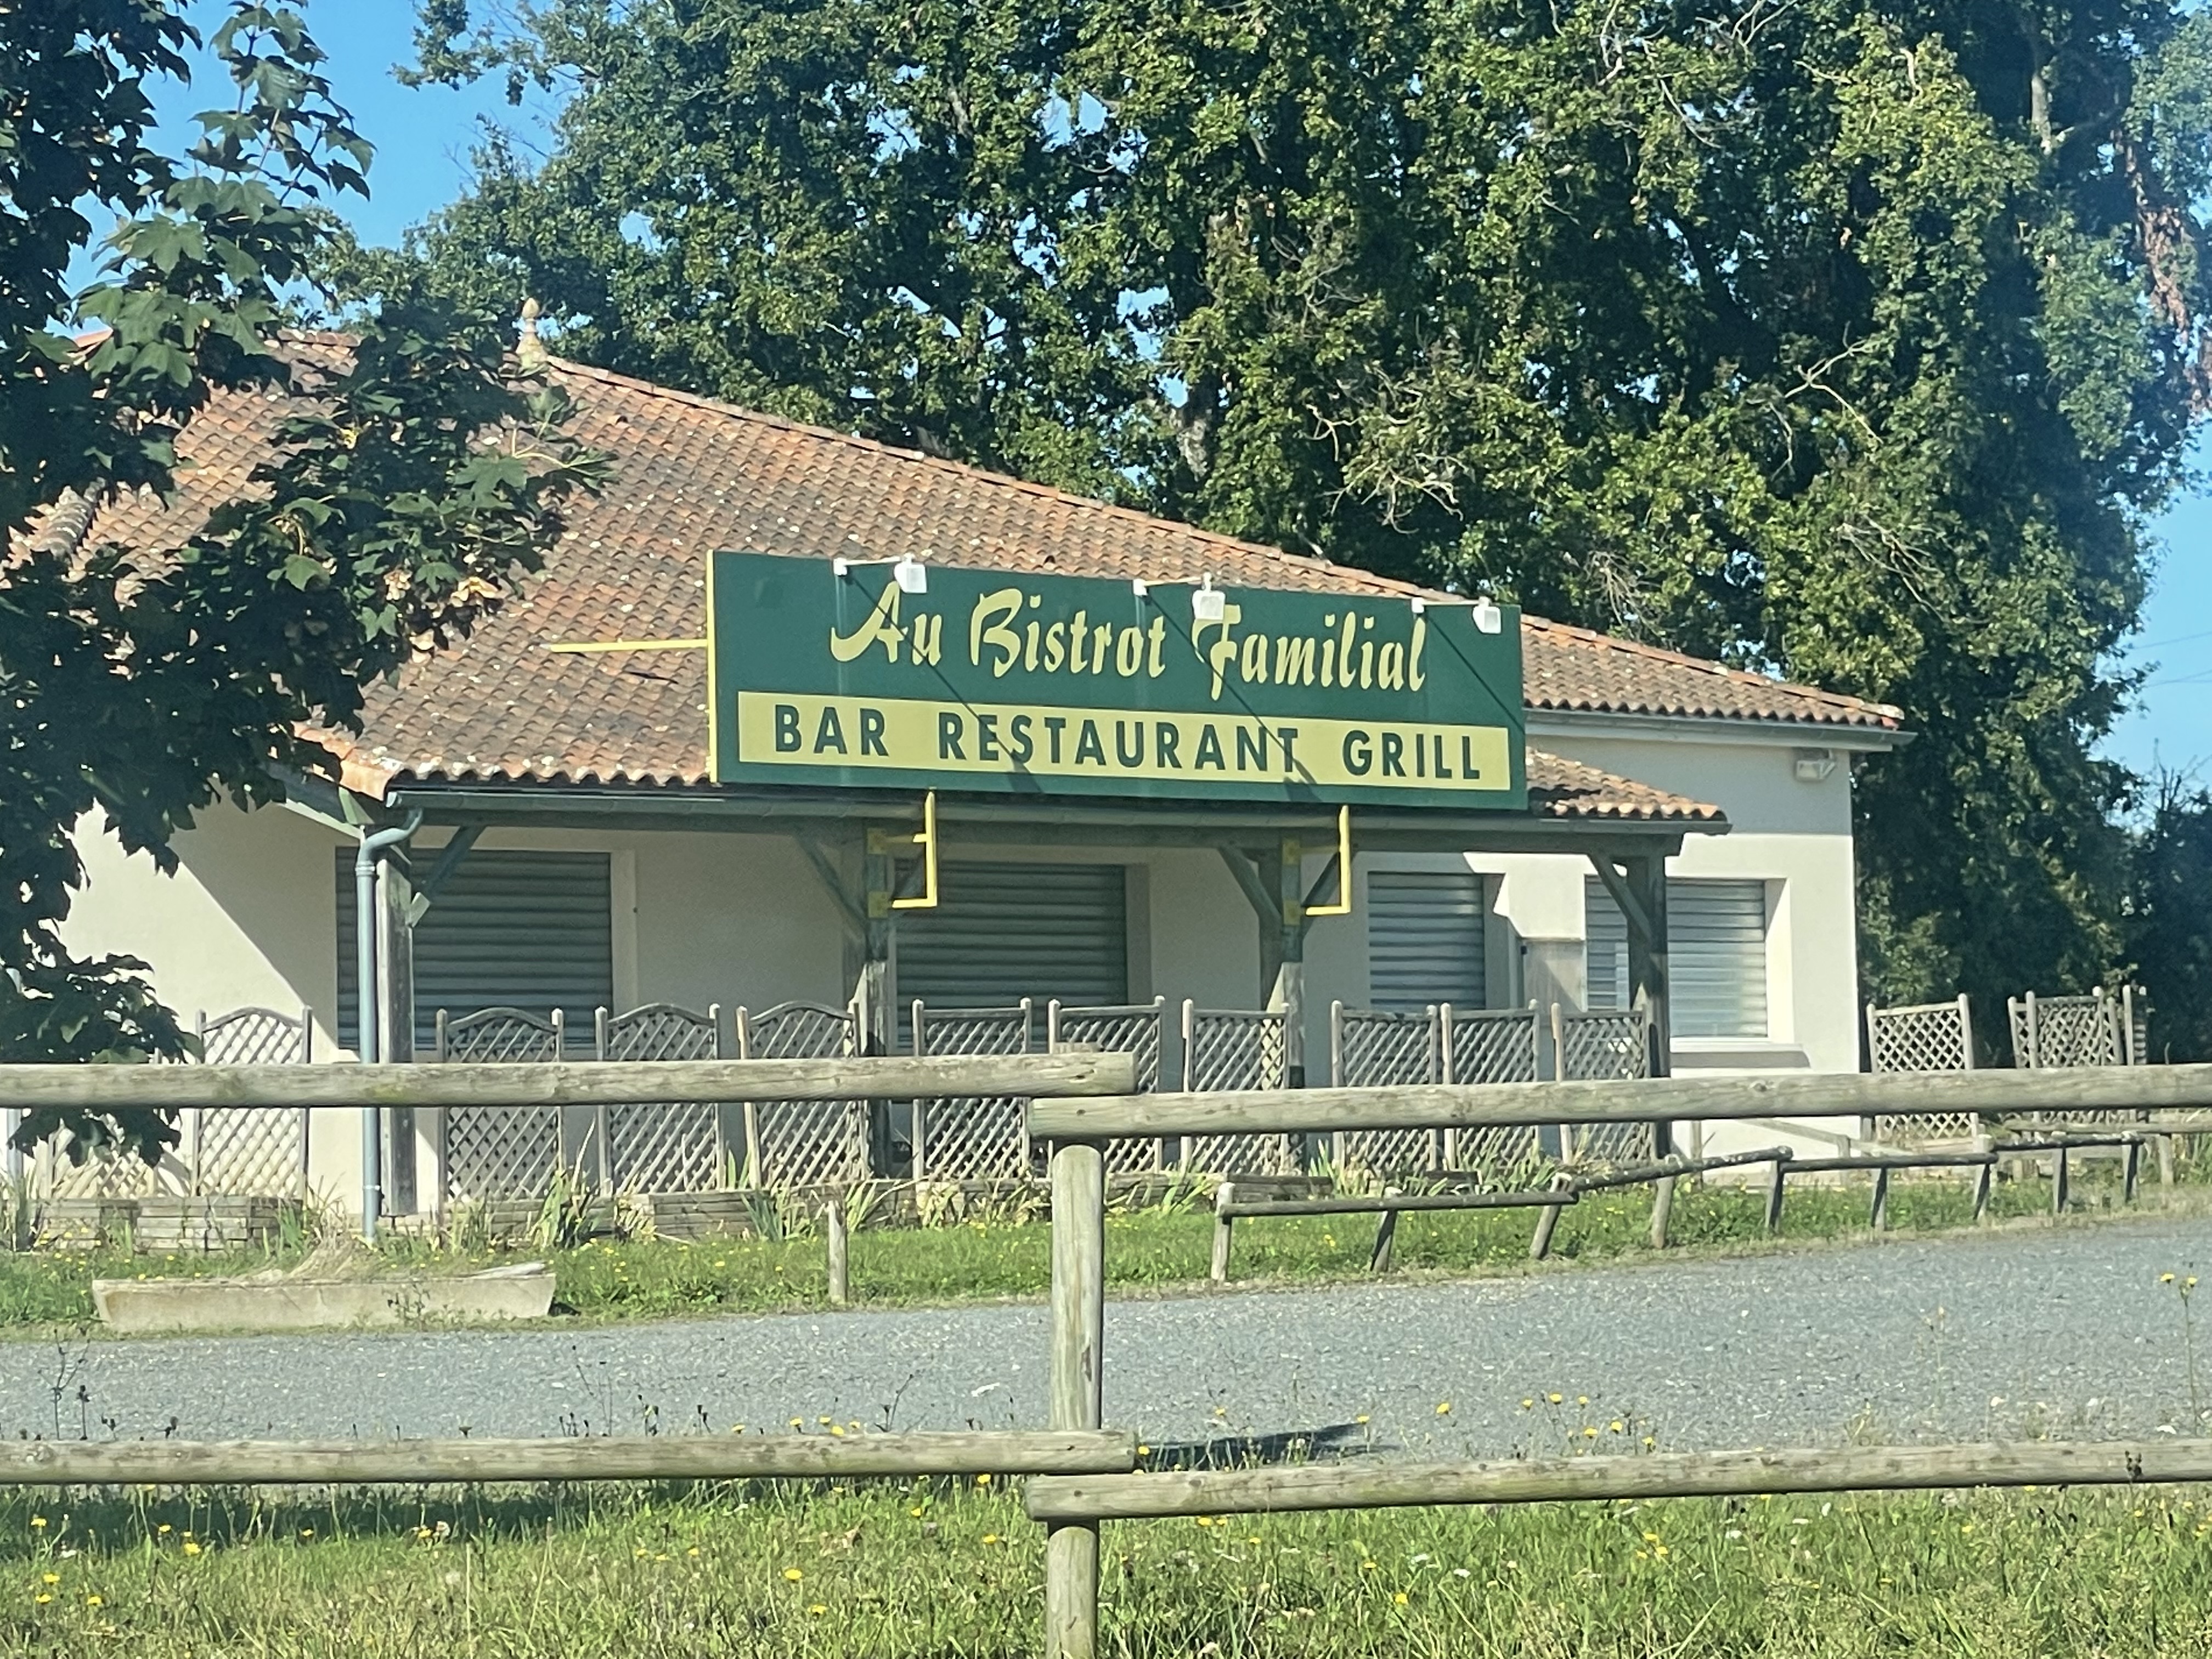 Au Bistrot Familial
BAR RESTAURANT GRILL